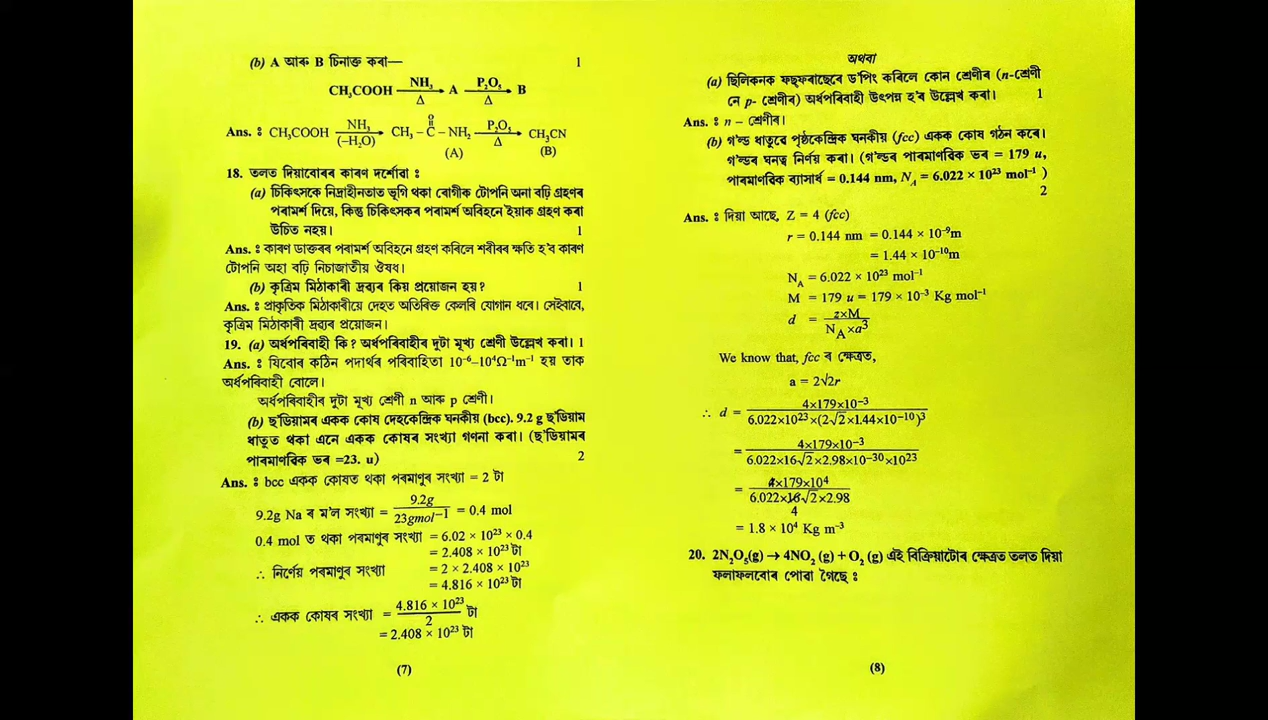 (b) A আৰু B চিনাক্ত কৰা— 1
CH₃COOH —NH₃/Δ→ A —P₂O₅/Δ→ B
Ans. : CH₃COOH —NH₃/(–H₂O)→ CH₃ – C(=O) – NH₂ —P₂O₅/Δ→ CH₃CN
(A) (B)
18. তলত দিয়াবোৰৰ কাৰণ দৰ্শোৱা :
(a) চিকিৎসকে নিদ্ৰাহীনতাত ভূগি থকা ৰোগীক টোপনি অনা বঢ়ি গ্ৰহণৰ
পৰামৰ্শ দিয়ে, কিন্তু চিকিৎসকৰ পৰামৰ্শ অবিহনে ইয়াক গ্ৰহণ কৰা
উচিত নহয়। 1
Ans. : কাৰণ ডাক্তৰৰ পৰামৰ্শ অবিহনে গ্ৰহণ কৰিলে শৰীৰৰ ক্ষতি হ'ব কাৰণ
টোপনি অহা বঢ়ি নিচাজাতীয় ঔষধ।
(b) কৃত্ৰিম মিঠাকাৰী দ্ৰব্যৰ কিয় প্ৰয়োজন হয়? 1
Ans. : প্ৰাকৃতিক মিঠাকাৰীয়ে দেহত অতিৰিক্ত কেলৰি যোগান ধৰে। সেইবাবে,
কৃত্ৰিম মিঠাকাৰী দ্ৰব্যৰ প্ৰয়োজন।
19. (a) অৰ্ধপৰিবাহী কি? অৰ্ধপৰিবাহীৰ দুটা মূখ্য শ্ৰেণী উল্লেখ কৰা। 1
Ans. : যিবোৰ কঠিন পদাৰ্থৰ পৰিবাহিতা 10⁻⁶–10⁴Ω⁻¹m⁻¹ হয় তাক
অৰ্ধপৰিবাহী বোলে।
অৰ্ধপৰিবাহীৰ দুটা মূখ্য শ্ৰেণী n আৰু p শ্ৰেণী।
(b) ছ'ডিয়ামৰ একক কোষ দেহকেন্দ্ৰিক ঘনকীয় (bcc). 9.2 g ছ'ডিয়াম
ধাতুত থকা এনে একক কোষৰ সংখ্যা গণনা কৰা। (ছ'ডিয়ামৰ
পাৰমাণৱিক ভৰ =23. u) 2
Ans. : bcc একক কোষত থকা পৰমাণুৰ সংখ্যা = 2 টা
9.2g Na ৰ ম'ল সংখ্যা = 9.2g/23gmol⁻¹ = 0.4 mol
0.4 mol ত থকা পৰমাণুৰ সংখ্যা = 6.02 × 10²³ × 0.4
= 2.408 × 10²³ টা
∴ নিৰ্ণেয় পৰমাণুৰ সংখ্যা = 2 × 2.408 × 10²³
= 4.816 × 10²³ টা
∴ একক কোষৰ সংখ্যা = 4.816 × 10²³/2 টা
= 2.408 × 10²³ টা
(7)
অথবা
(a) ছিলিকনক ফছ্ফৰাছেৰে ড'পিং কৰিলে কোন শ্ৰেণীৰ (n-শ্ৰেণী
নে p- শ্ৰেণীৰ) অৰ্ধপৰিবাহী উৎপন্ন হ'ব উল্লেখ কৰা। 1
Ans. : n – শ্ৰেণীৰ।
(b) গ'ল্ড ধাতুৱে পৃষ্ঠকেন্দ্ৰিক ঘনকীয় (fcc) একক কোষ গঠন কৰে।
গ'ল্ডৰ ঘনত্ব নিৰ্ণয় কৰা। (গ'ল্ডৰ পাৰমাণৱিক ভৰ = 179 u,
পাৰমাণৱিক ব্যাসাৰ্ধ = 0.144 nm, N_A = 6.022 × 10²³ mol⁻¹ )
2
Ans. : দিয়া আছে, Z = 4 (fcc)
r = 0.144 nm = 0.144 × 10⁻⁹m
= 1.44 × 10⁻¹⁰m
N_A = 6.022 × 10²³ mol⁻¹
M = 179 u = 179 × 10⁻³ Kg mol⁻¹
d = z×M/N_A×a³
We know that, fcc ৰ ক্ষেত্ৰত,
a = 2√2r
∴ d = 4×179×10⁻³/6.022×10²³×(2√2×1.44×10⁻¹⁰)³
= 4×179×10⁻³/6.022×16√2×2.98×10⁻³⁰×10²³
= 4×179×10⁴/6.022×16√2×2.98
4
= 1.8 × 10⁴ Kg m⁻³
20. 2N₂O₅(g) → 4NO₂ (g) + O₂ (g) এই বিক্ৰিয়াটোৰ ক্ষেত্ৰত তলত দিয়া
ফলাফলবোৰ পোৱা গৈছে :
(8)